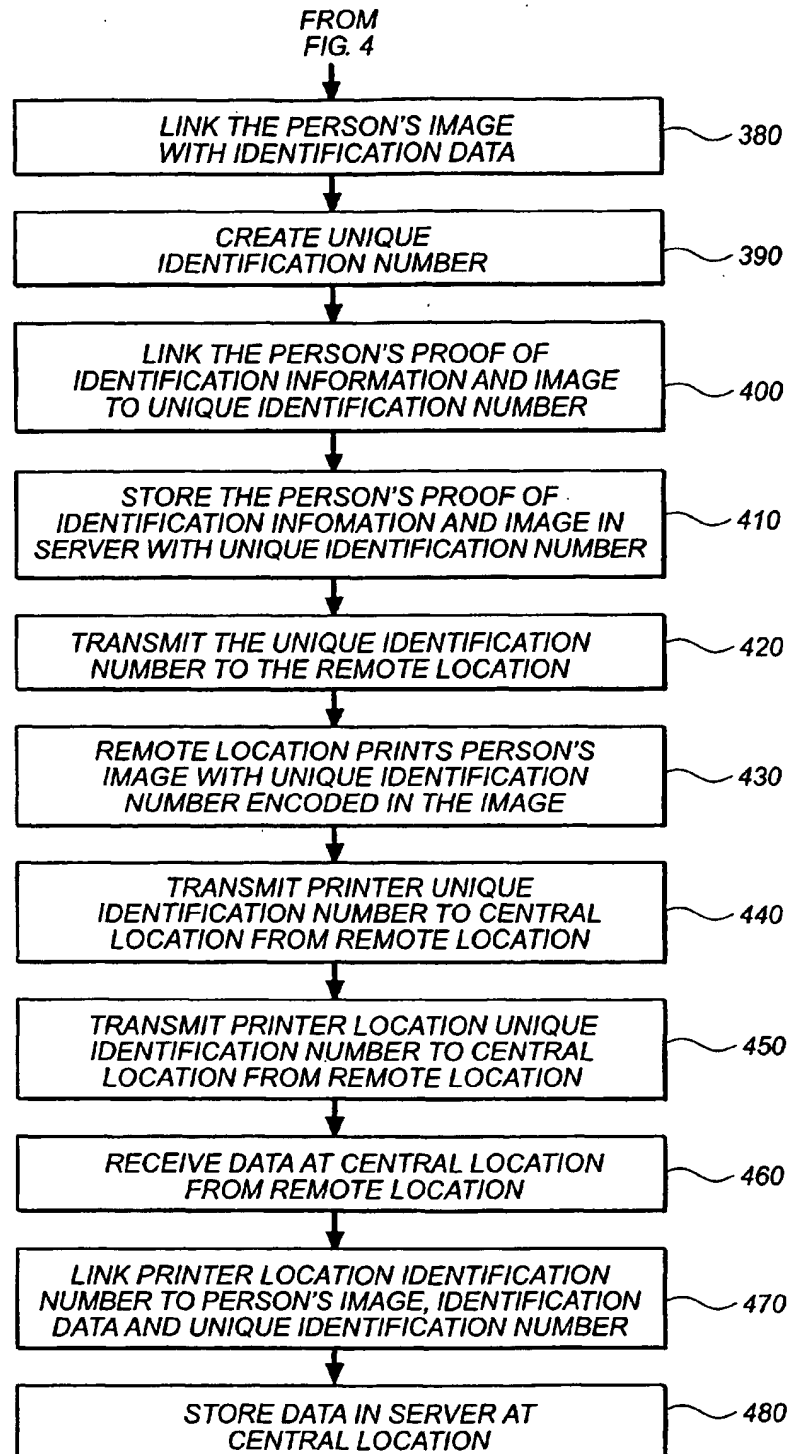 FROM
FIG. 4
LINK THE PERSON'S IMAGE
WITH IDENTIFICATION DATA
380
CREATE UNIQUE
IDENTIFICATION NUMBER
390
LINK THE PERSON'S PROOF OF
IDENTIFICATION INFORMATION AND IMAGE
TO UNIQUE IDENTIFICATION NUMBER
400
STORE THE PERSON'S PROOF OF
IDENTIFICATION INFOMATION AND IMAGE IN
SERVER WITH UNIQUE IDENTIFICATION NUMBER
410
TRANSMIT THE UNIQUE IDENTIFICATION
NUMBER TO THE REMOTE LOCATION
420
REMOTE LOCATION PRINTS PERSON'S
IMAGE WITH UNIQUE IDENTIFICATION
NUMBER ENCODED IN THE IMAGE
430
TRANSMIT PRINTER UNIQUE
IDENTIFICATION NUMBER TO CENTRAL
LOCATION FROM REMOTE LOCATION
440
TRANSMIT PRINTER LOCATION UNIQUE
IDENTIFICATION NUMBER TO CENTRAL
LOCATION FROM REMOTE LOCATION
450
RECEIVE DATA AT CENTRAL LOCATION
FROM REMOTE LOCATION
460
LINK PRINTER LOCATION IDENTIFICATION
NUMBER TO PERSON'S IMAGE, IDENTIFICATION
DATA AND UNIQUE IDENTIFICATION NUMBER
470
STORE DATA IN SERVER AT
CENTRAL LOCATION
480